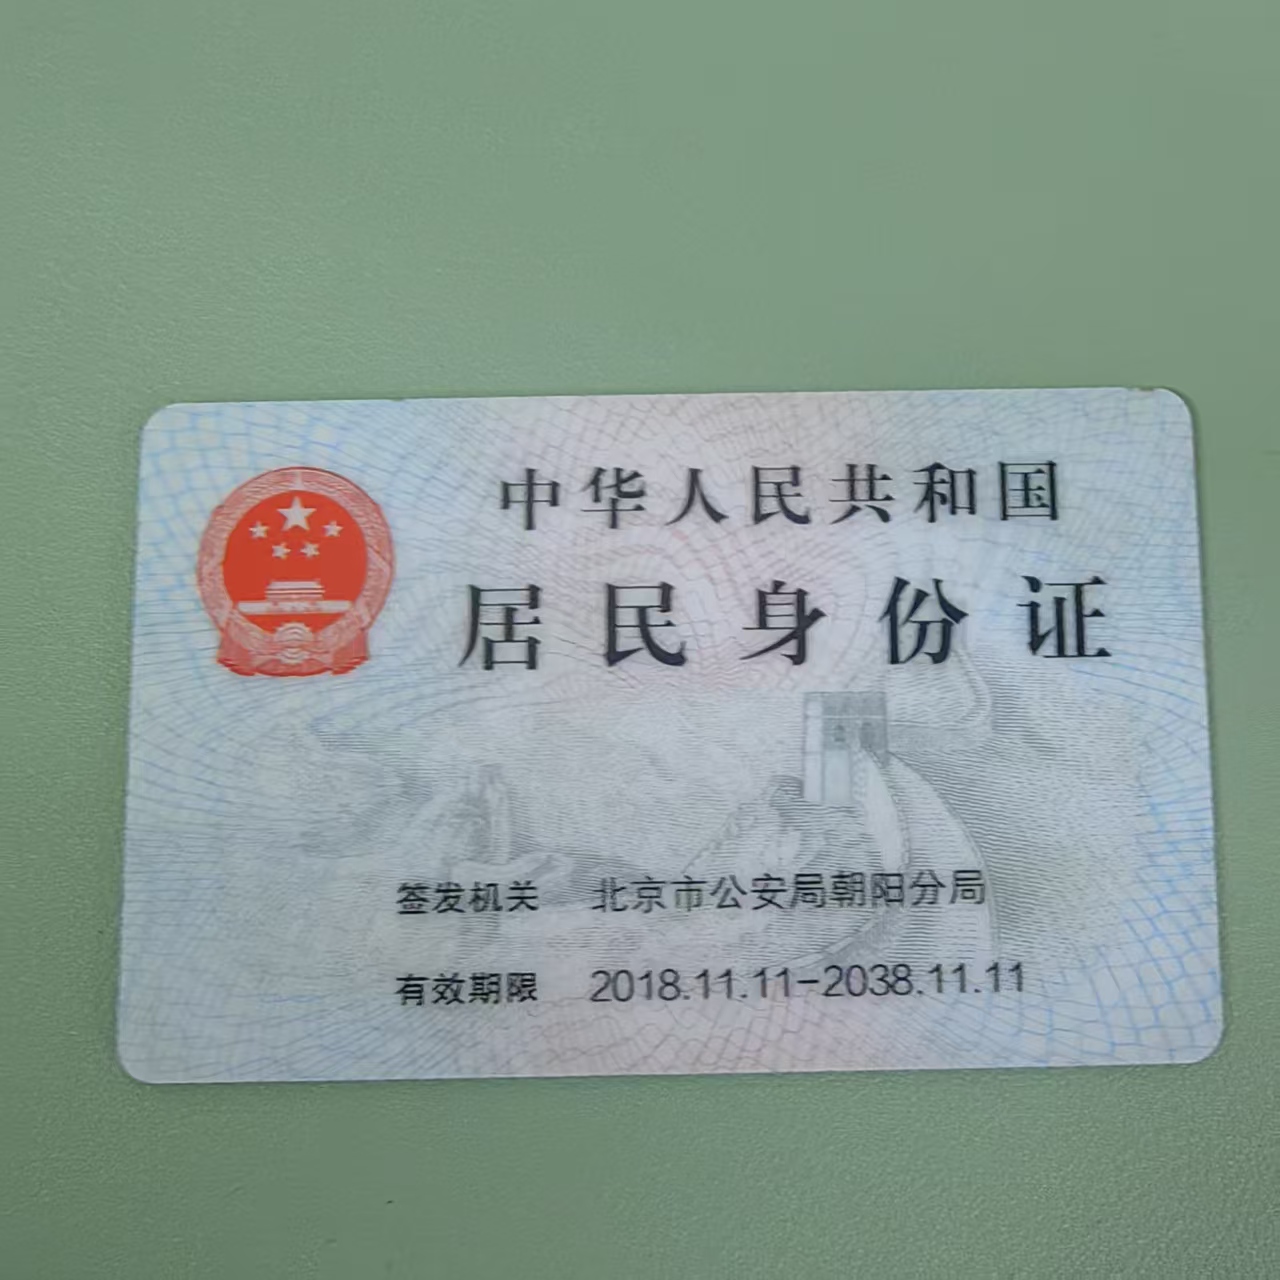 中华人民共和国
居民身份证
签发机关 北京市公安局朝阳分局
有效期限 2018.11.11-2038.11.11